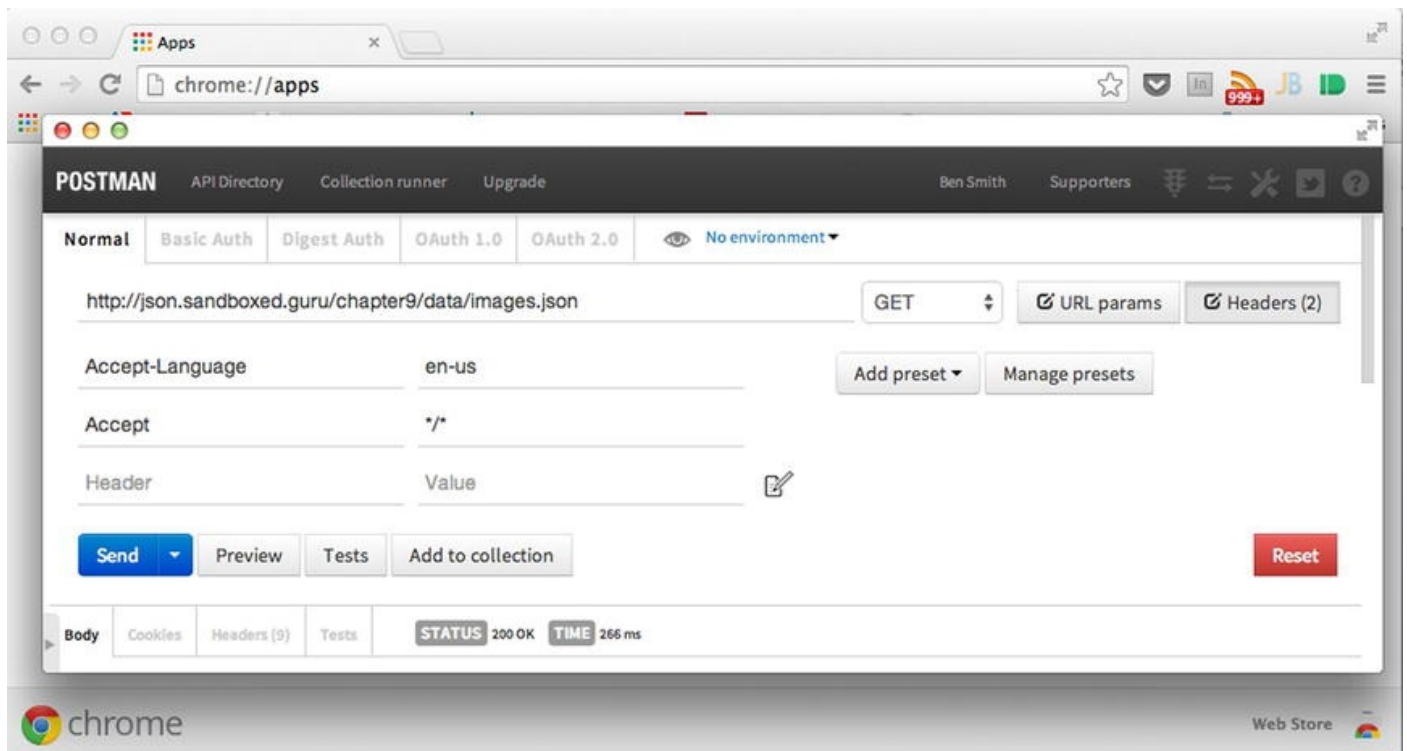 Apps
chrome://apps
In 999+ JB
POSTMAN API Directory Collection runner Upgrade Ben Smith Supporters
Normal Basic Auth Digest Auth OAuth 1.0 OAuth 2.0 No environment
http://json.sandboxed.guru/chapter9/data/images.json GET URL params Headers (2)
Accept-Language en-us Add preset Manage presets
Accept */*
Header Value
Send Preview Tests Add to collection Reset
Body Cookies Headers (9) Tests STATUS 200 OK TIME 266 ms
chrome Web Store